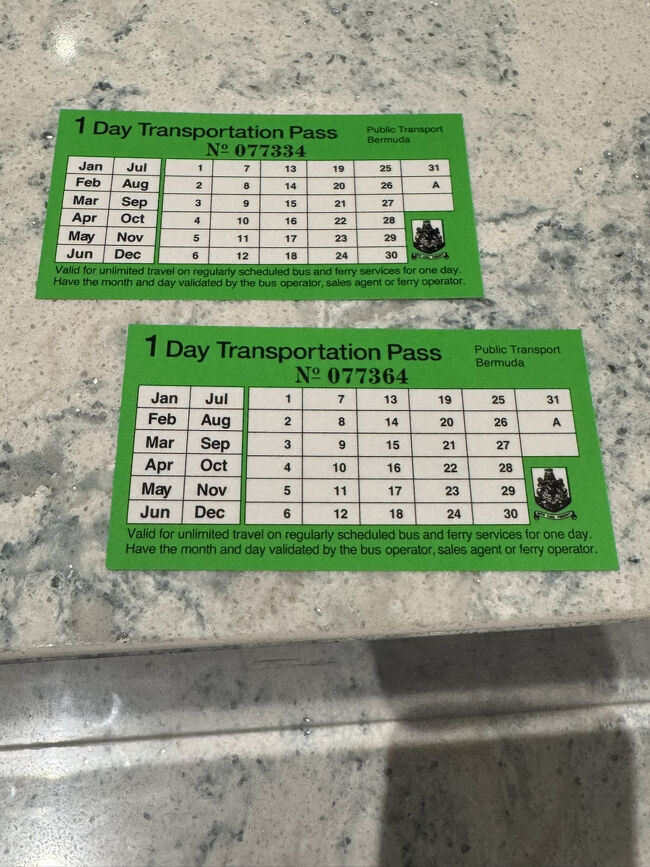 1 Day Transportation Pass Public Transport
Bermuda
Nº 077334
Jan Jul 1 7 13 19 25 31
Feb Aug 2 8 14 20 26 A
Mar Sep 3 9 15 21 27
Apr Oct 4 10 16 22 28
May Nov 5 11 17 23 29
Jun Dec 6 12 18 24 30
Valid for unlimited travel on regularly scheduled bus and ferry services for one day.
Have the month and day validated by the bus operator, sales agent or ferry operator.
1 Day Transportation Pass Public Transport
Bermuda
Nº 077364
Jan Jul 1 7 13 19 25 31
Feb Aug 2 8 14 20 26 A
Mar Sep 3 9 15 21 27
Apr Oct 4 10 16 22 28
May Nov 5 11 17 23 29
Jun Dec 6 12 18 24 30
Valid for unlimited travel on regularly scheduled bus and ferry services for one day.
Have the month and day validated by the bus operator, sales agent or ferry operator.